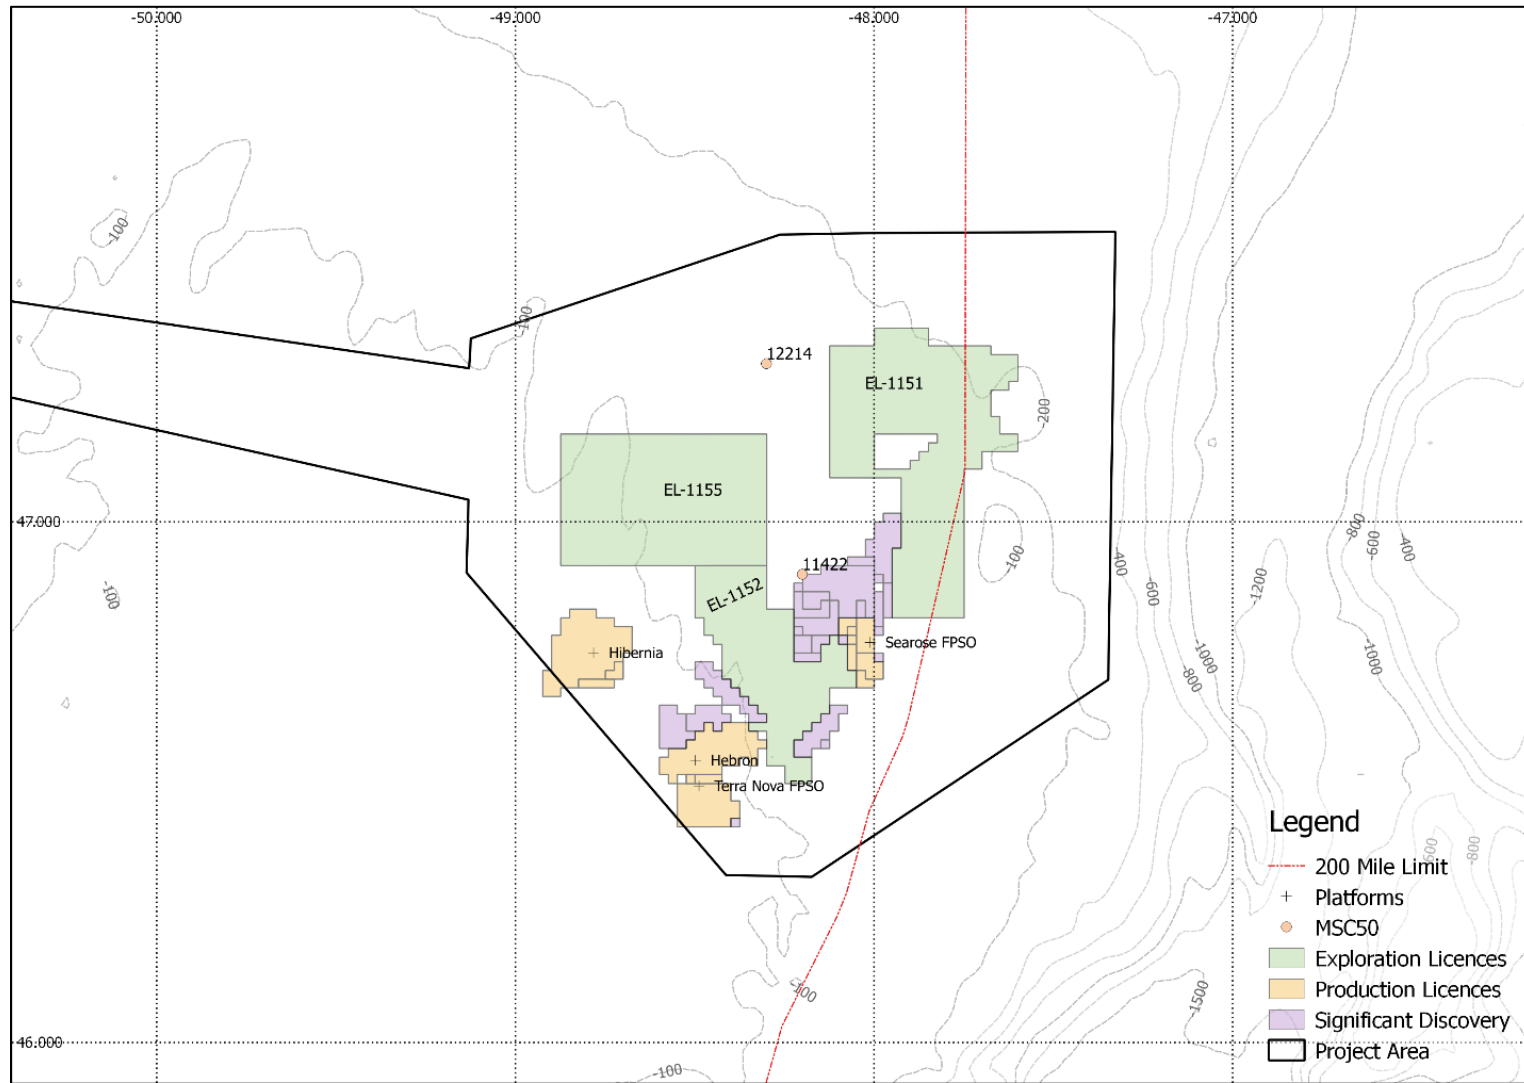 -50.000
-49.000
-48.000
-47.000
-100
-100
12214
EL-1151
-200
EL-1155
47.000
-800
-600
-400
-100
-400
-600
-1200
11422
EL-1152
-100
Searose FPSO
Hibernia
-1000
-800
-1000
Hebron
Terra Nova FPSO
Legend
-600
-800
200 Mile Limit
Platforms
MSC50
Exploration Licences
-100
-1500
Production Licences
Significant Discovery
46.000
Project Area
-100